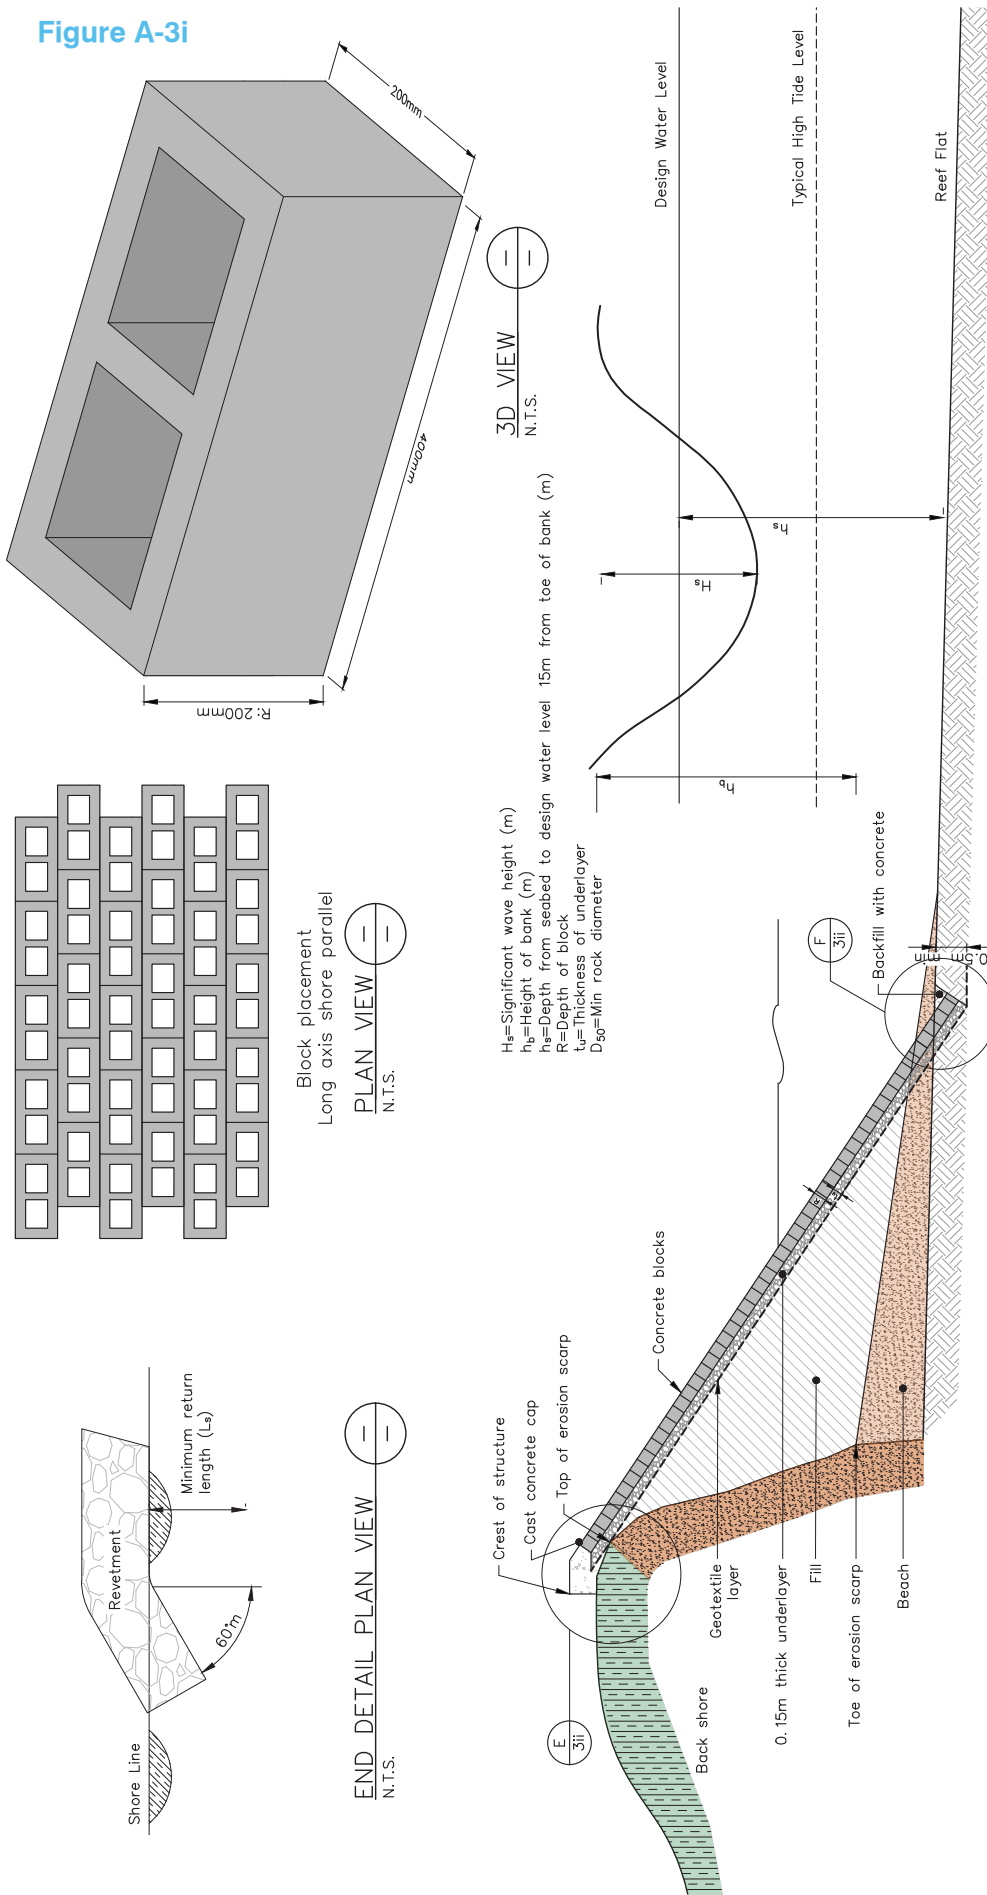 Figure A-3i
200mm
400mm
R:200mm
3D VIEW
N.T.S.
Block placement
Long axis shore parallel
PLAN VIEW
N.T.S.
Minimum return
length (Ls)
Revetment
60°m
Shore Line
END DETAIL PLAN VIEW
N.T.S.
Hs=Significant wave height (m)
hb=Height of bank (m)
hs=Depth from seabed to design water level 15m from toe of bank (m)
R=Depth of block
tu=Thickness of underlayer
D50=Min rock diameter
Design Water Level
Typical High Tide Level
Reef Flat
hs
Hs
hb
F
3ii
Backfill with concrete
0.5m min
Concrete blocks
Crest of structure
Cast concrete cap
Top of erosion scarp
E
3ii
Back shore
Geotextile
layer
0.15m thick underlayer
Fill
Toe of erosion scarp
Beach
R